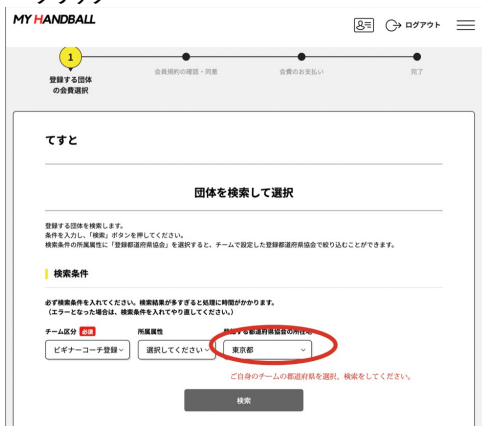 MY HANDBALL
ログアウト
1
登録する団体
の会費選択
会員規約の確認・同意
会費のお支払い
完了
てすと
団体を検索して選択
登録する団体を検索します。
条件を入力し、「検索」ボタンを押してください。
検索条件の所属属性に「登録都道府県協会」を選択すると、チームで設定した登録都道府県協会で絞り込むことができます。
検索条件
必ず検索条件を入れてください。検索結果が多すぎると処理に時間がかかります。
（エラーとなった場合は、検索条件を入れてやり直してください。）
チーム区分 必須
所属属性
する都道府県協会の所在地
ビギナーコーチ登録
選択してください
東京都
ご自身のチームの都道府県を選択、検索をしてください。
検索